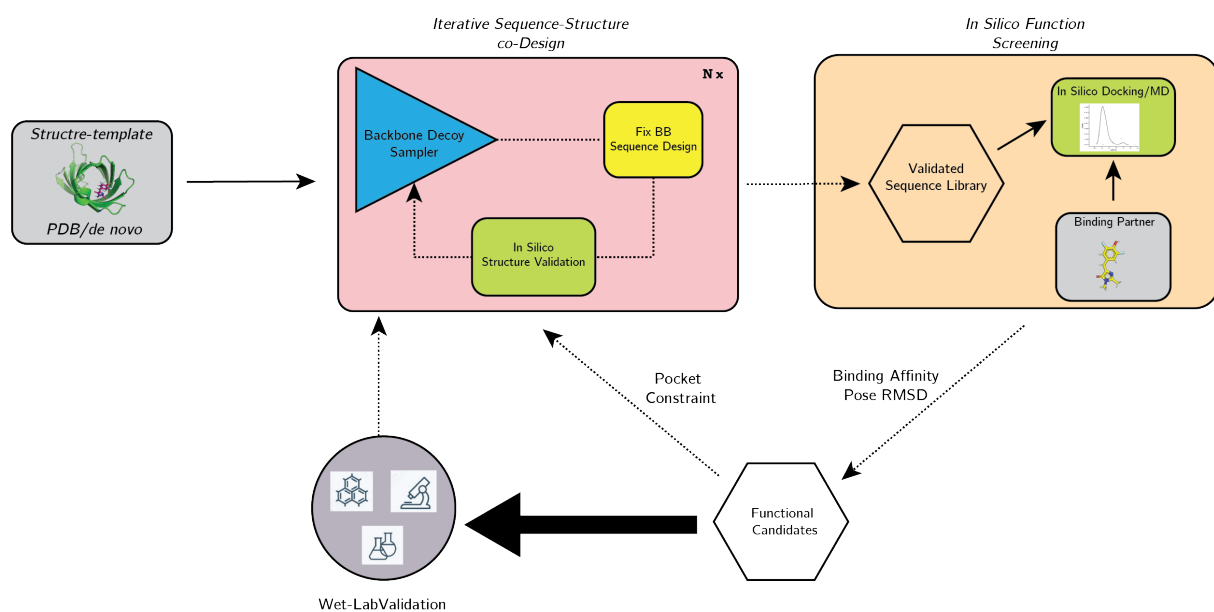 Iterative Sequence-Structure
co-Design
In Silico Function
Screening
N x
Structre-template
PDB/de novo
Backbone Decoy
Sampler
Fix BB
Sequence Design
In Silico
Structure Validation
In Silico Docking/MD
Validated
Sequence Library
Binding Partner
Pocket
Constraint
Binding Affinity
Pose RMSD
Functional
Candidates
Wet-LabValidation